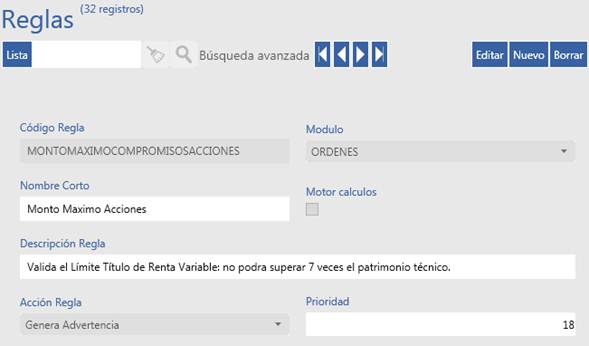 Reglas (32 registros)
Lista Búsqueda avanzada Editar Nuevo Borrar
Código Regla Modulo
MONTOMAXIMOCOMPROMISOSACCIONES ORDENES
Nombre Corto Motor calculos
Monto Maximo Acciones
Descripción Regla
Valida el Límite Título de Renta Variable: no podra superar 7 veces el patrimonio técnico.
Acción Regla Prioridad
Genera Advertencia 18